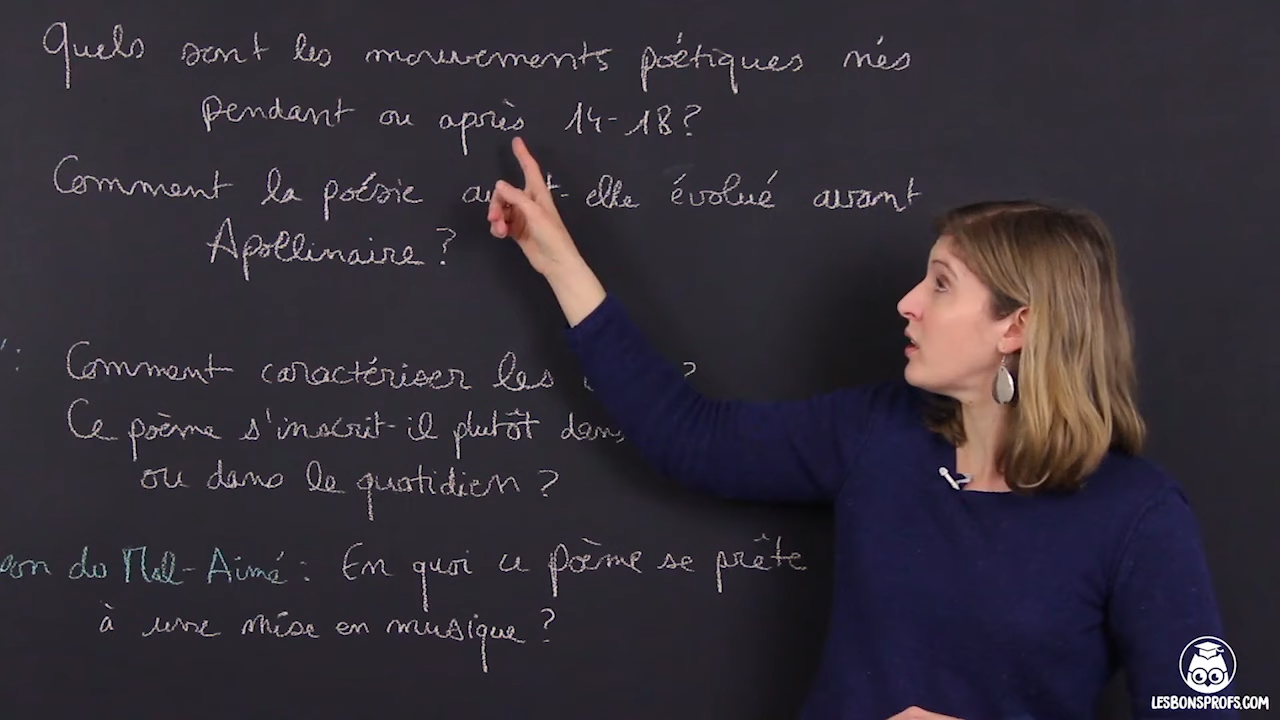 Quels sont les mouvements poétiques nés
pendant ou après 14-18?
Comment la poésie elle évolué avant
Apollinaire ?
Comment caractériser les ?
Ce poème s'inscrit-il plutôt dans
ou dans le quotidien ?
du Mal-Aimé : En quoi ce poème se prête
à une mise en musique ?
LESBONSPROFS.COM